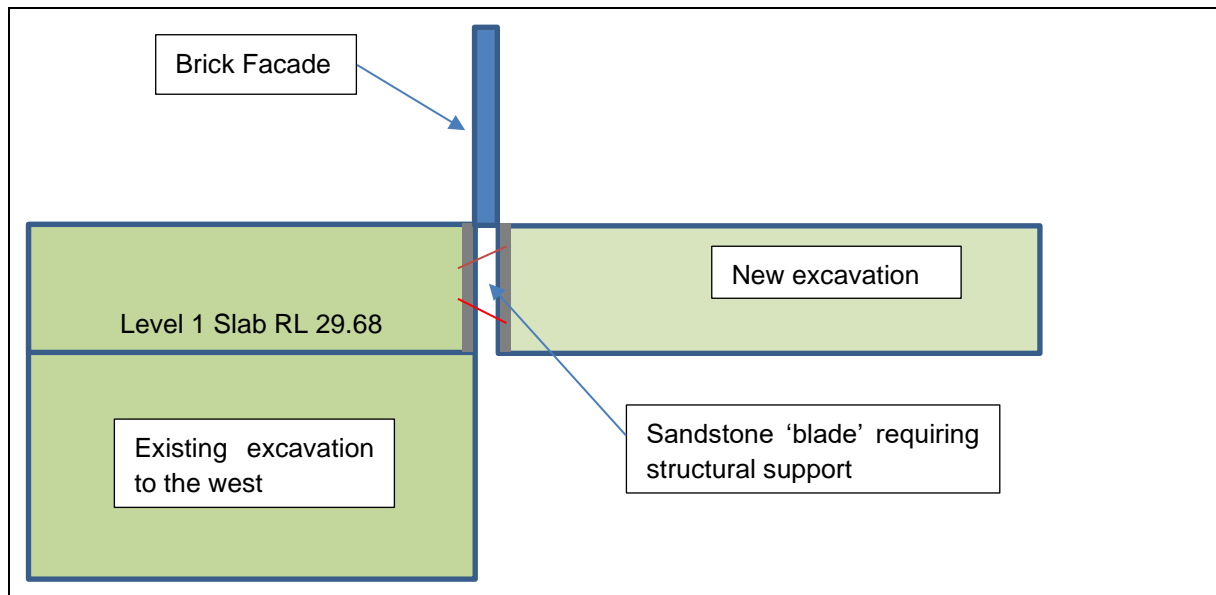 Brick Facade
New excavation
Level 1 Slab RL 29.68
Existing excavation
to the west
Sandstone ‘blade’ requiring
structural support